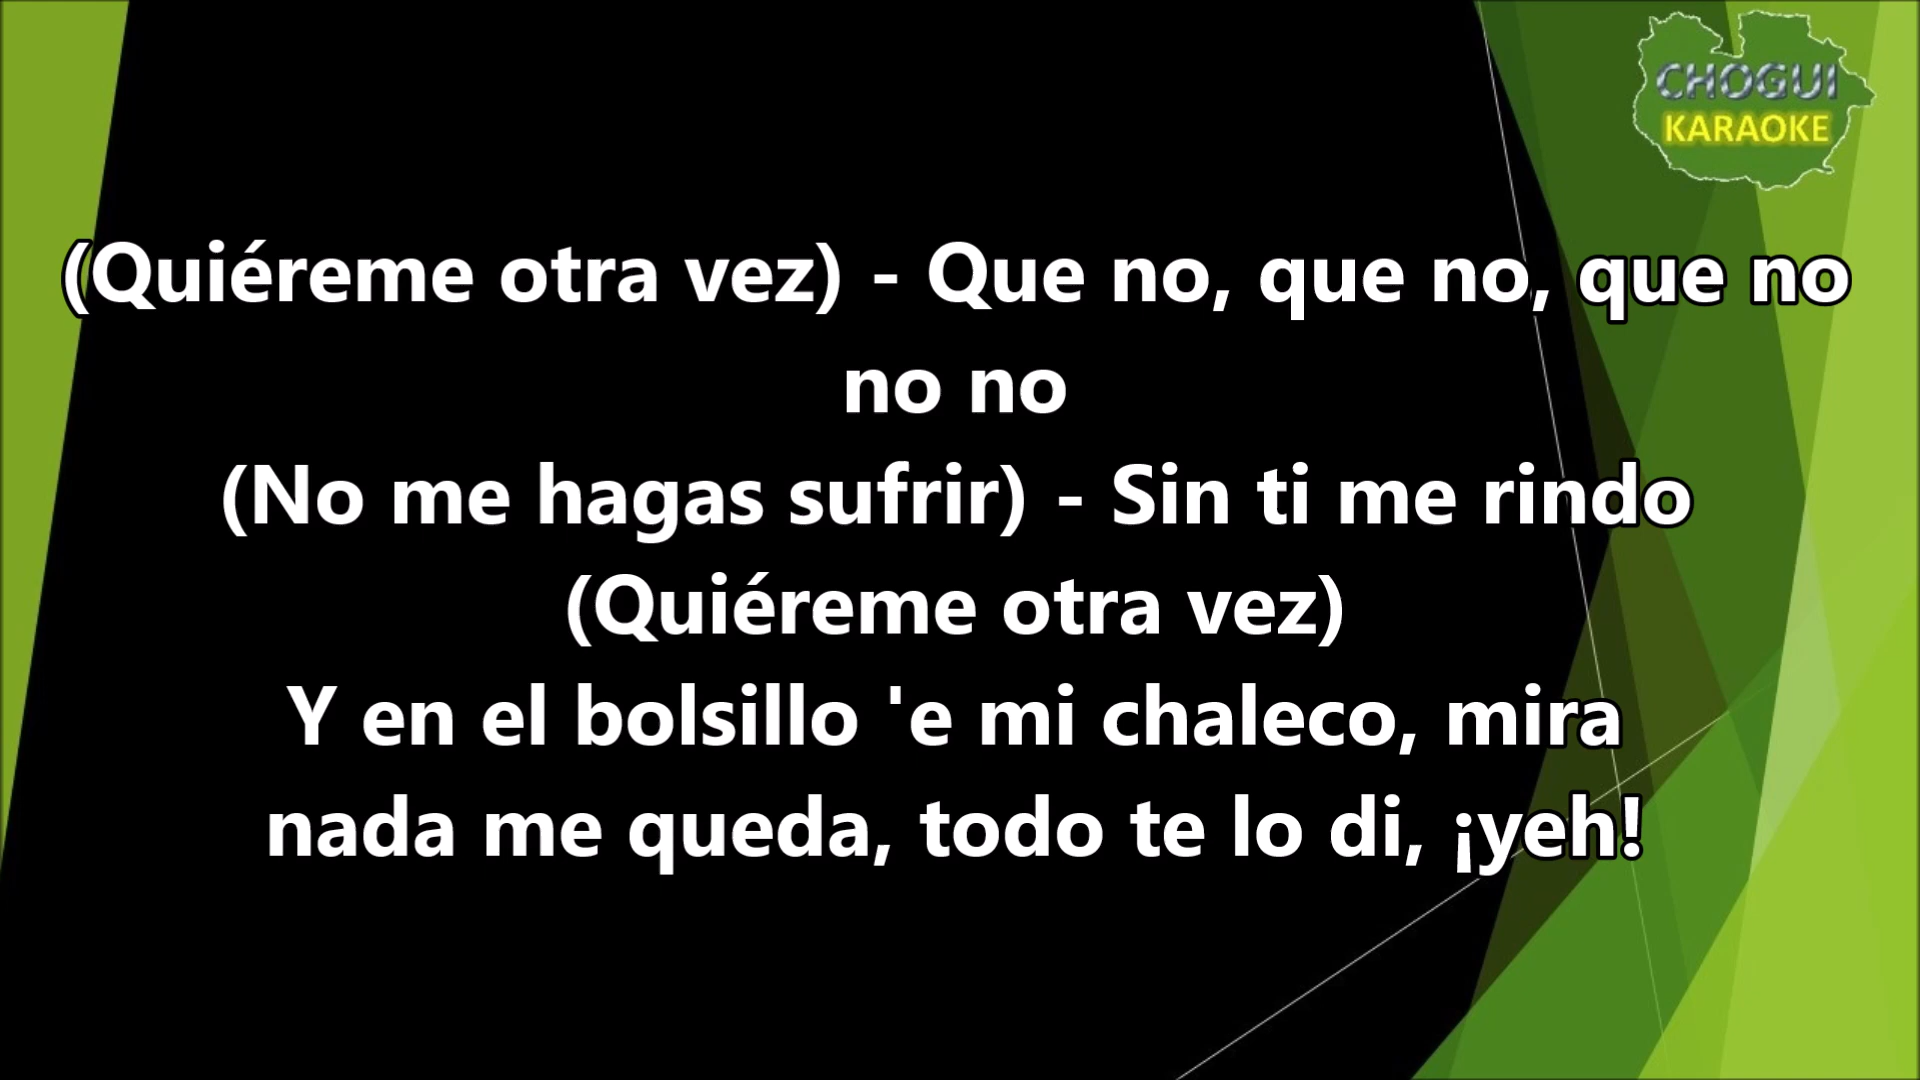 CHOGUI
KARAOKE
(Quiéreme otra vez) - Que no, que no, que no
no no
(No me hagas sufrir) - Sin ti me rindo
(Quiéreme otra vez)
Y en el bolsillo 'e mi chaleco, mira
nada me queda, todo te lo di, ¡yeh!